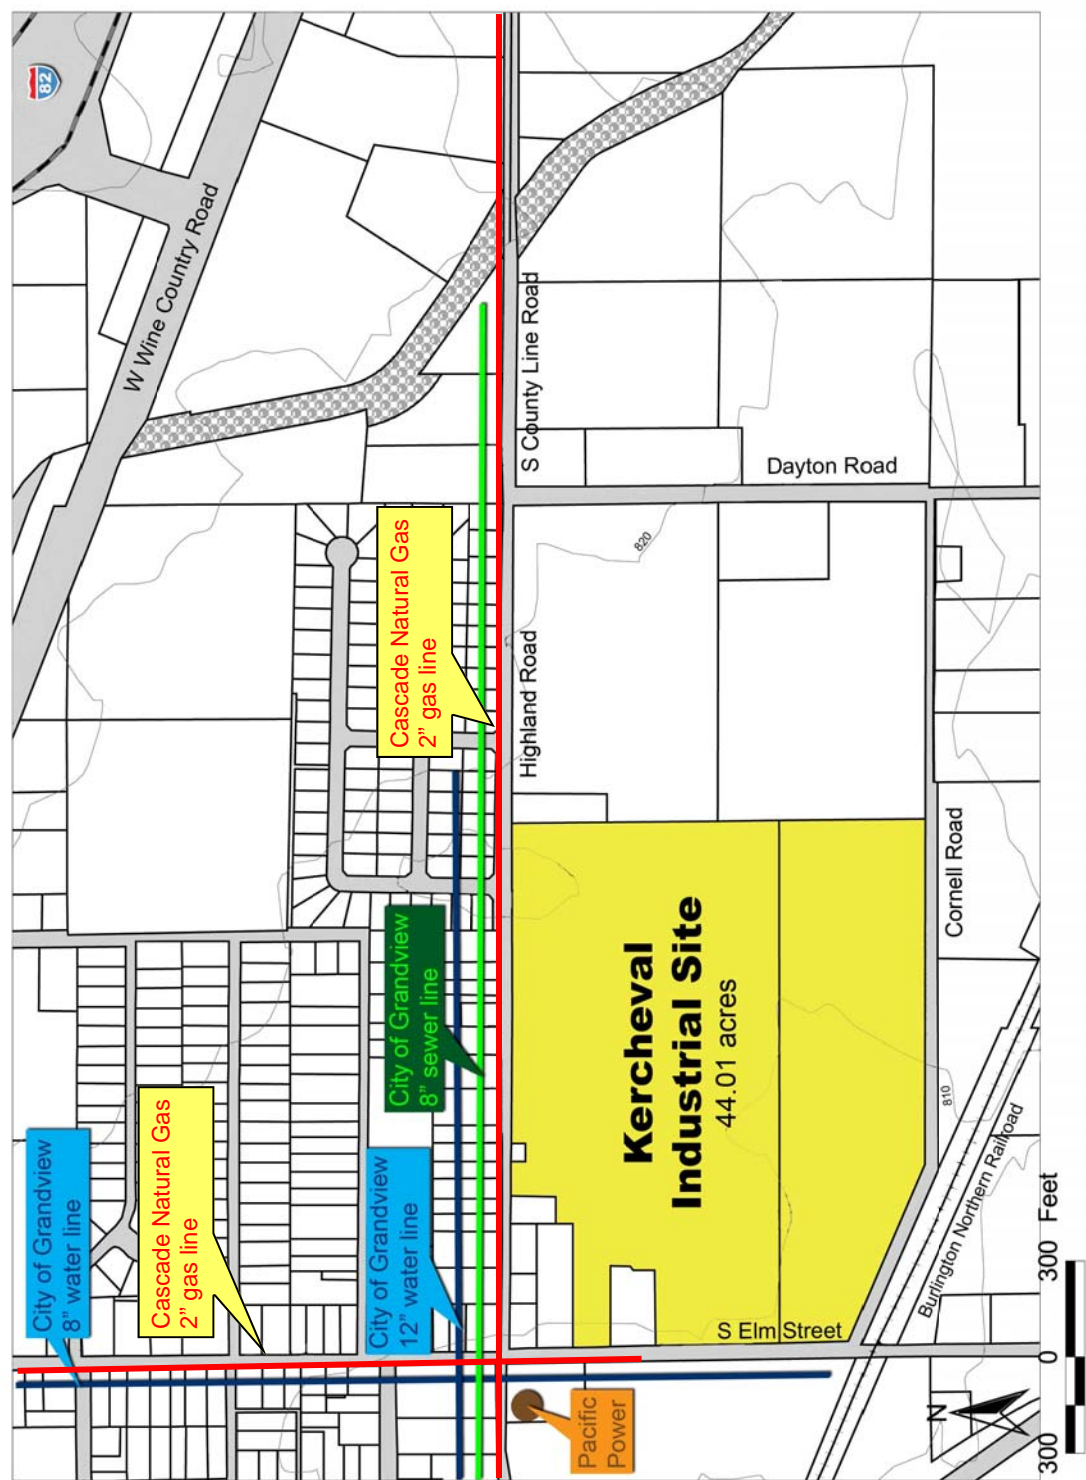 82
W Wine Country Road
S County Line Road
Dayton Road
820
Cascade Natural Gas
2” gas line
Highland Road
Cornell Road
City of Grandview
8” sewer line
Kercheval
Industrial Site
44.01 acres
810
Cascade Natural Gas
2” gas line
City of Grandview
8” water line
City of Grandview
12” water line
Burlington Northern Railroad
S Elm Street
Pacific
Power
N
300 0 300 Feet